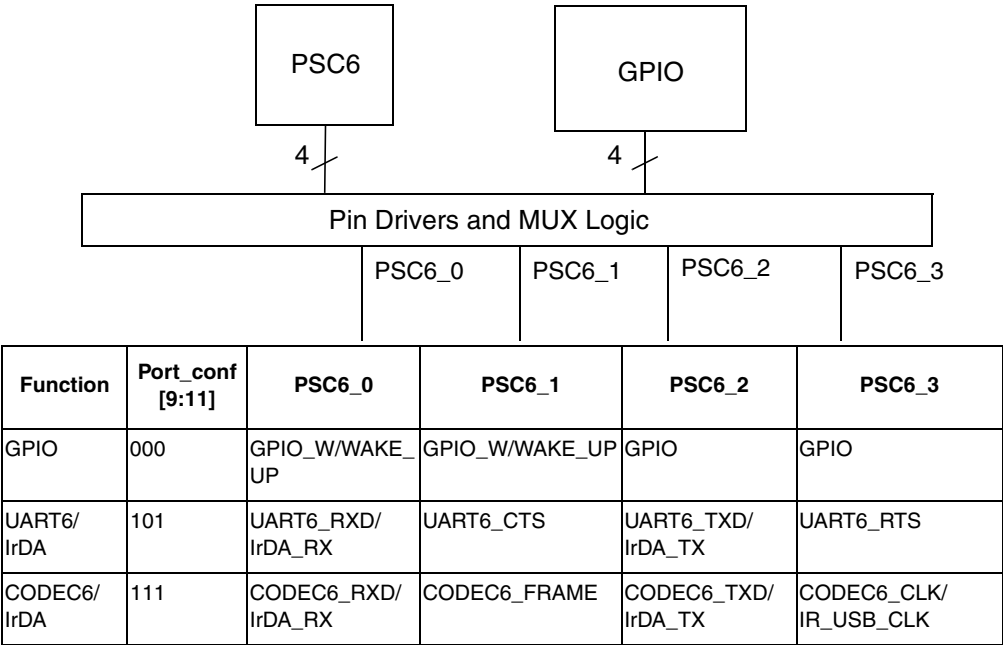 PSC6
GPIO
4
4
Pin Drivers and MUX Logic
PSC6_0
PSC6_1
PSC6_2
PSC6_3
Function
Port_conf
[9:11]
PSC6_0
PSC6_1
PSC6_2
PSC6_3
GPIO
000
GPIO_W/WAKE_
UP
GPIO_W/WAKE_UP
GPIO
GPIO
UART6/
IrDA
101
UART6_RXD/
IrDA_RX
UART6_CTS
UART6_TXD/
IrDA_TX
UART6_RTS
CODEC6/
IrDA
111
CODEC6_RXD/
IrDA_RX
CODEC6_FRAME
CODEC6_TXD/
IrDA_TX
CODEC6_CLK/
IR_USB_CLK